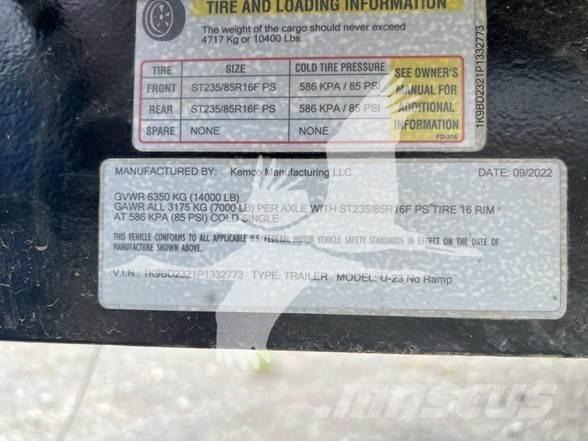 TIRE AND LOADING INFORMATION
The weight of the cargo should never exceed
4717 Kg or 10400 Lbs.
TIRE SIZE COLD TIRE PRESSURE
FRONT ST235/85R16F PS 586 KPA / 85 PSI
REAR ST235/85R16F PS 586 KPA / 85 PSI
SPARE NONE NONE
SEE OWNER'S
MANUAL FOR
ADDITIONAL
INFORMATION
FD-316
1K9BD2321P1332773
MANUFACTURED BY: Kemco Manufacturing LLC DATE: 09/2022
GVWR 6350 KG (14000 LB)
GAWR ALL 3175 KG (7000 LB) PER AXLE WITH ST235/85R16F PS TIRE 16 RIM
AT 586 KPA (85 PSI) COLD SINGLE
THIS VEHICLE CONFORMS TO ALL APPLICABLE U.S. FEDERAL MOTOR VEHICLE SAFETY STANDARDS IN EFFECT ON THE DATE OF
MANUFACTURE SHOWN ABOVE.
V.I.N.: 1K9BD2321P1332773 TYPE: TRAILER MODEL: U-23 No Ramp
MASCUS